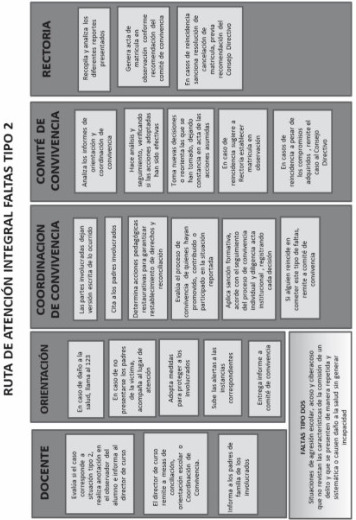 RUTA DE ATENCIÓN INTEGRAL FALTAS TIPO 2
DOCENTE
Evalúa si el caso
corresponde a
situación tipo 2,
realiza anotación en
el observador del
alumno e informa al
director de curso
El director de curso
remite a mesas de
conciliación,
orientación escolar o
Coordinación de
Convivencia.
Informa a los padres de
familia de los
involucrados
ORIENTACIÓN
En caso de daño a la
salud, llama al 123
En caso de no
presentarse los padres
de la víctima,
acompaña al lugar de
atención
Adopta medidas
para proteger a los
involucrados
Sube las alertas a las
instancias
correspondientes
Entrega informe a
comité de convivencia
COORDINACION
DE CONVIVENCIA
Las partes involucradas dejan
versión escrita de lo ocurrido
Cita a los padres involucrados
Determina acciones pedagógicas
restaurativas para garantizar
restablecimiento de derechos y
reconciliación
Evalúa el proceso de
convivencia de quienes hayan
promovido, contribuido o
participado en la situación
reportada
Aplica sanción formativa,
acorde con el seguimiento
del proceso de convivencia
individual y diligencia acta
institucional, registrando
cada decisión
Si alguien reincide en
cometer este tipo de faltas,
remite a comité de
convivencia
COMITÉ DE
CONVIVENCIA
Analiza los informes de
orientación y
coordinación de
convivencia
Hace análisis y
seguimiento, verificando
si las acciones adoptadas
han sido efectivas
Toma nuevas decisiones
o reorienta las que se
han tomado, dejando
constancia en acta de las
acciones asumidas
En caso de
reincidencia sugiere a
Rectoría establecer
matrícula en
observación
En casos de
reincidencia a pesar de
los compromisos
adquiridos, remite el
caso al Consejo
Directivo
RECTORIA
Recopila y analiza los
diferentes reportes
presentados
Genera acta de
matrícula en
observación conforme
recomendación del
comité de convivencia
En casos de reincidencia
sanciona resolución de
cancelación de
matrícula, previa
recomendación del
Consejo Directivo
FALTAS TIPO DOS
Situaciones de agresión escolar, acoso y ciberacoso
que no revistan las características de la comisión de un
delito y que se presenten de manera repetida y
sistemática o causen daño a la salud sin generar
incapacidad